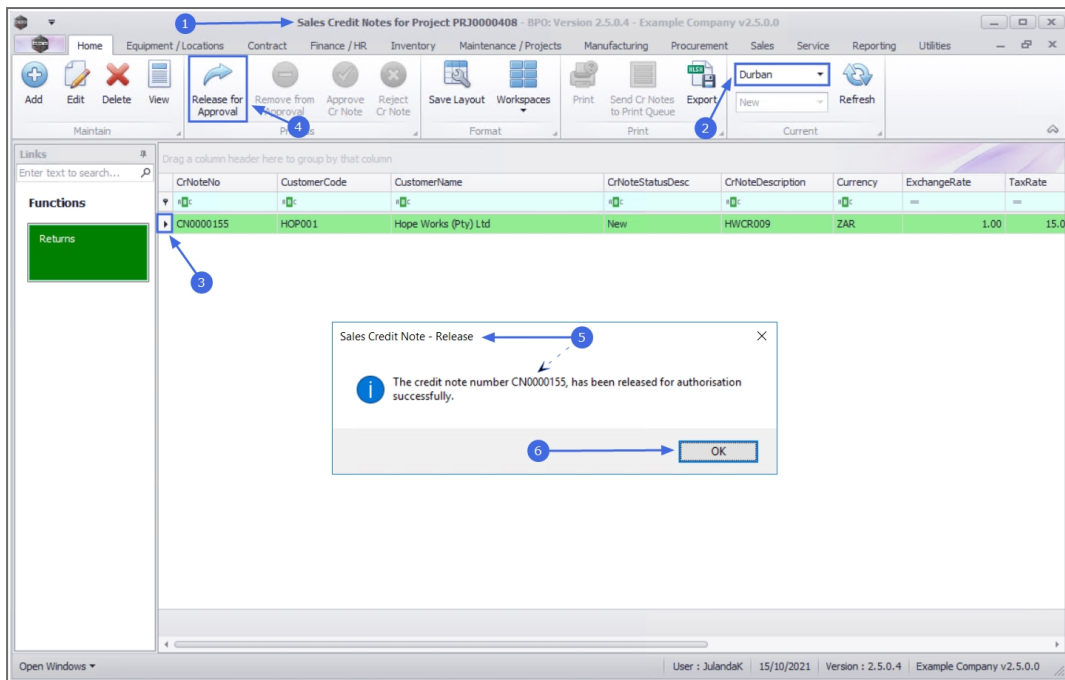 1
Sales Credit Notes for Project PRJ0000408 - BPO: Version 2.5.0.4 - Example Company v2.5.0.0
Home Equipment / Locations Contract Finance / HR Inventory Maintenance / Projects Manufacturing Procurement Sales Service Reporting Utilities
Add Edit Delete View Release for Approval Remove from Approval Approve Cr Note Reject Cr Note Save Layout Workspaces Print Send Cr Notes to Print Queue Export Durban New Refresh
4
2
Maintain Format Print Current
Links
Enter text to search...
Drag a column header here to group by that column
CrNoteNo CustomerCode CustomerName CrNoteStatusDesc CrNoteDescription Currency ExchangeRate TaxRate
Functions
CN0000155 HOP001 Hope Works (Pty) Ltd New HWCR009 ZAR 1.00 15.0
Returns
3
Sales Credit Note - Release
5
The credit note number CN0000155, has been released for authorisation
successfully.
6
OK
Open Windows
User : JulandaK 15/10/2021 Version : 2.5.0.4 Example Company v2.5.0.0